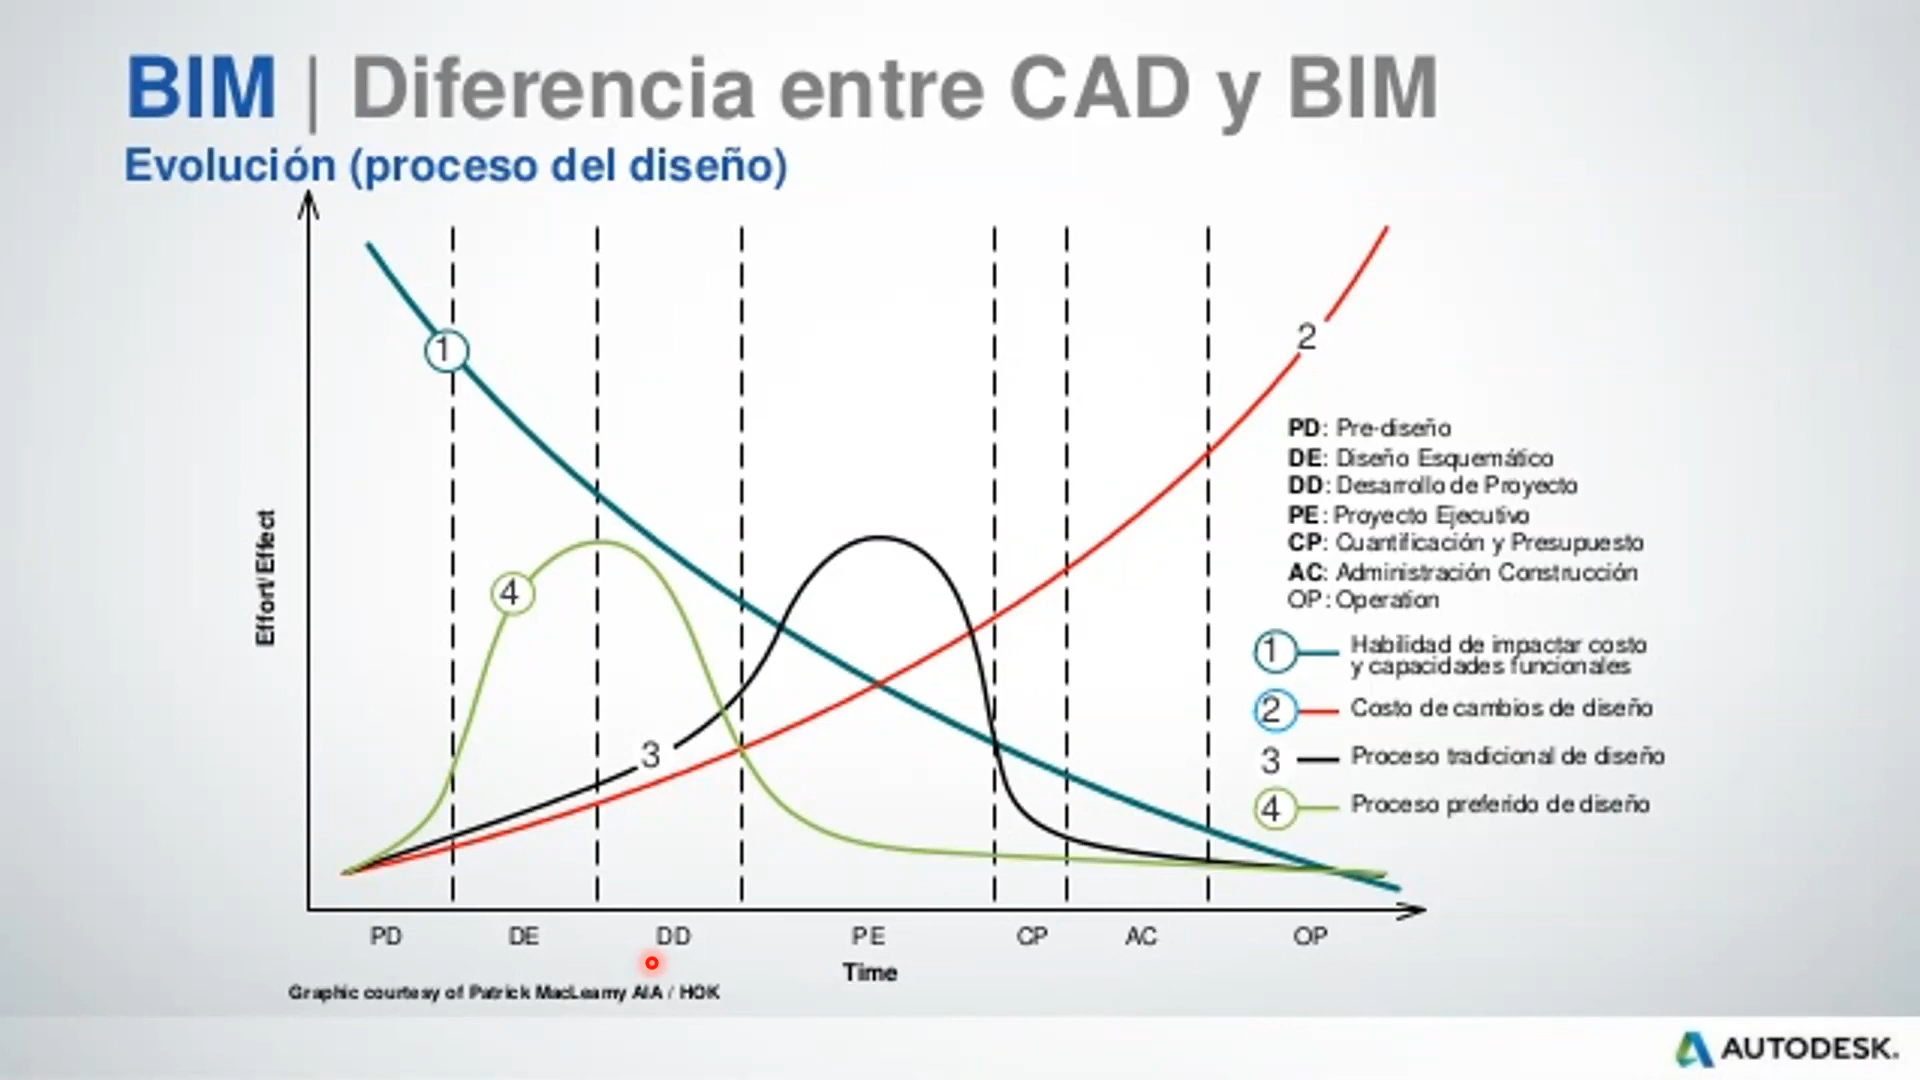 BIM | Diferencia entre CAD y BIM
Evolución (proceso del diseño)
1
2
PD: Pre-diseño
DE: Diseño Esquemático
DD: Desarrollo de Proyecto
PE: Proyecto Ejecutivo
CP: Cuantificación y Presupuesto
AC: Administración Construcción
OP: Operation
Effort/Effect
4
3
1 Habilidad de impactar costo
y capacidades funcionales
2 Costo de cambios de diseño
3 Proceso tradicional de diseño
4 Proceso preferido de diseño
PD DE DD PE CP AC OP
Time
Graphic courtesy of Patrick MacLeamy AIA / HOK
AUTODESK.